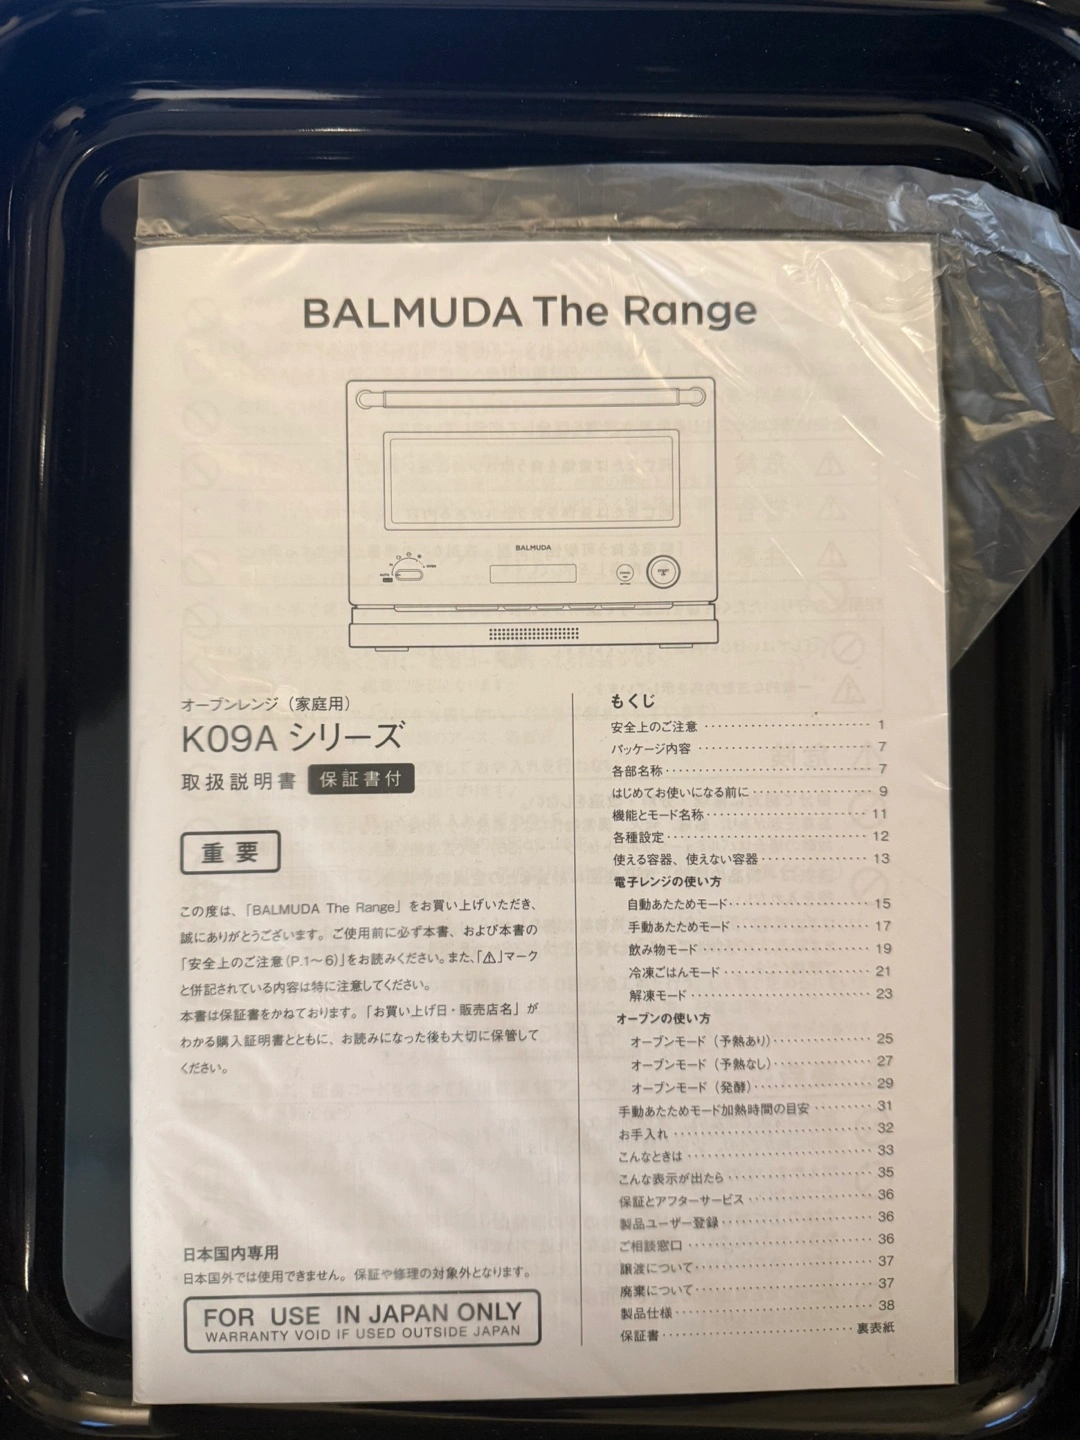 BALMUDA The Range
BALMUDA
オーブンレンジ（家庭用）
K09A シリーズ
取扱説明書 保証書付
重要
この度は、「BALMUDA The Range」をお買い上げいただき、
誠にありがとうございます。ご使用前に必ず本書、および本書の
「安全上のご注意（P.1〜6）」をお読みください。また、「⚠」マーク
と併記されている内容は特に注意してください。
本書は保証書をかねております。「お買い上げ日・販売店名」が
わかる購入証明書とともに、お読みになった後も大切に保管して
ください。
日本国内専用
日本国外では使用できません。保証や修理の対象外となります。
FOR USE IN JAPAN ONLY
WARRANTY VOID IF USED OUTSIDE JAPAN
もくじ
安全上のご注意 ………… 1
パッケージ内容 ………… 7
各部名称 ………… 7
はじめてお使いになる前に ………… 9
機能とモード名称 ………… 11
各種設定 ………… 12
使える容器、使えない容器 ………… 13
電子レンジの使い方
自動あたためモード ………… 15
手動あたためモード ………… 17
飲み物モード ………… 19
冷凍ごはんモード ………… 21
解凍モード ………… 23
オーブンの使い方
オーブンモード（予熱あり） ………… 25
オーブンモード（予熱なし） ………… 27
オーブンモード（発酵） ………… 29
手動あたためモード加熱時間の目安 ………… 31
お手入れ ………… 32
こんなときは ………… 33
こんな表示が出たら ………… 35
保証とアフターサービス ………… 36
製品ユーザー登録 ………… 36
ご相談窓口 ………… 36
譲渡について ………… 37
廃棄について ………… 37
製品仕様 ………… 38
保証書 ………… 裏表紙